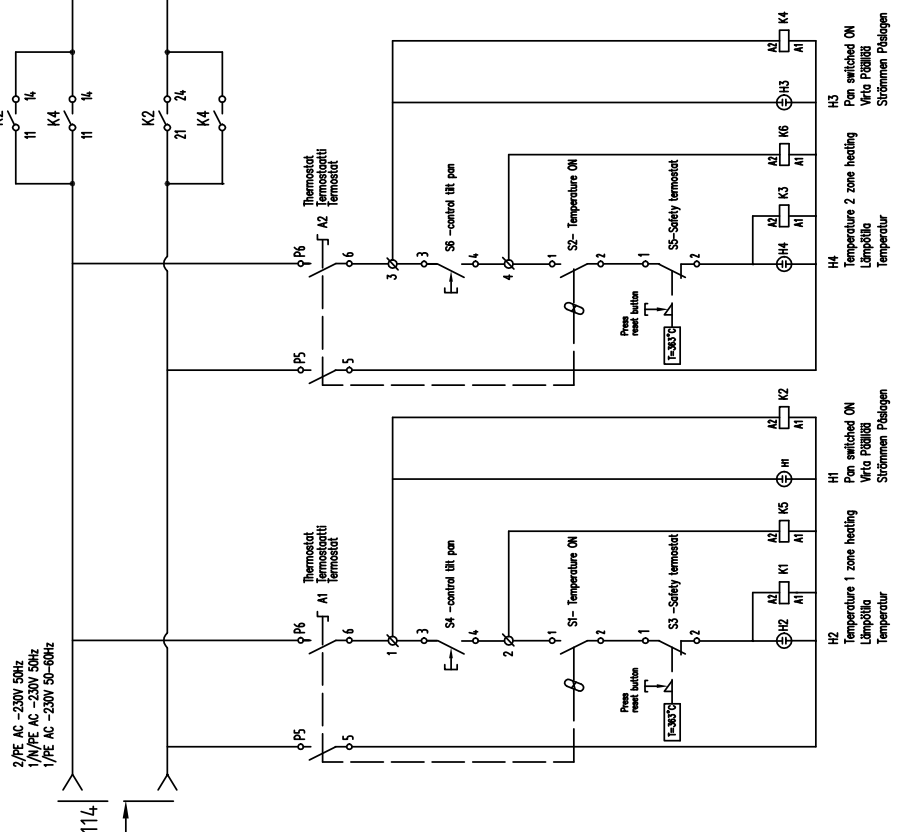 2/PE AC -230V 50Hz
1/N/PE AC -230V 50Hz
1/PE AC -230V 50-60Hz
114
11
14
K4
11
14
K2
21
24
K4
P5
5
P6
6
A1
Thermostat
Termostaatti
Termostat
1
3
4
S4 -control tilt pan
2
1
2
S1- Temperature ON
1
2
S3 -Safety termostat
Press
reset button
T=363°C
H2
K1
A2
A1
K5
A2
A1
H1
K2
A2
A1
H2
Temperature 1 zone heating
Lämpötila
Temperatur
H1
Pan switched ON
Virta Päällää
Strömmen Påslagen
P5
5
P6
6
A2
Thermostat
Termostaatti
Termostat
3
3
4
S6 -control tilt pan
4
1
2
S2- Temperature ON
1
2
S5-Safety termostat
Press
reset button
T=363°C
H4
K3
A2
A1
K6
A2
A1
H3
K4
A2
A1
H4
Temperature 2 zone heating
Lämpötila
Temperatur
H3
Pan switched ON
Virta Päällää
Strömmen Påslagen